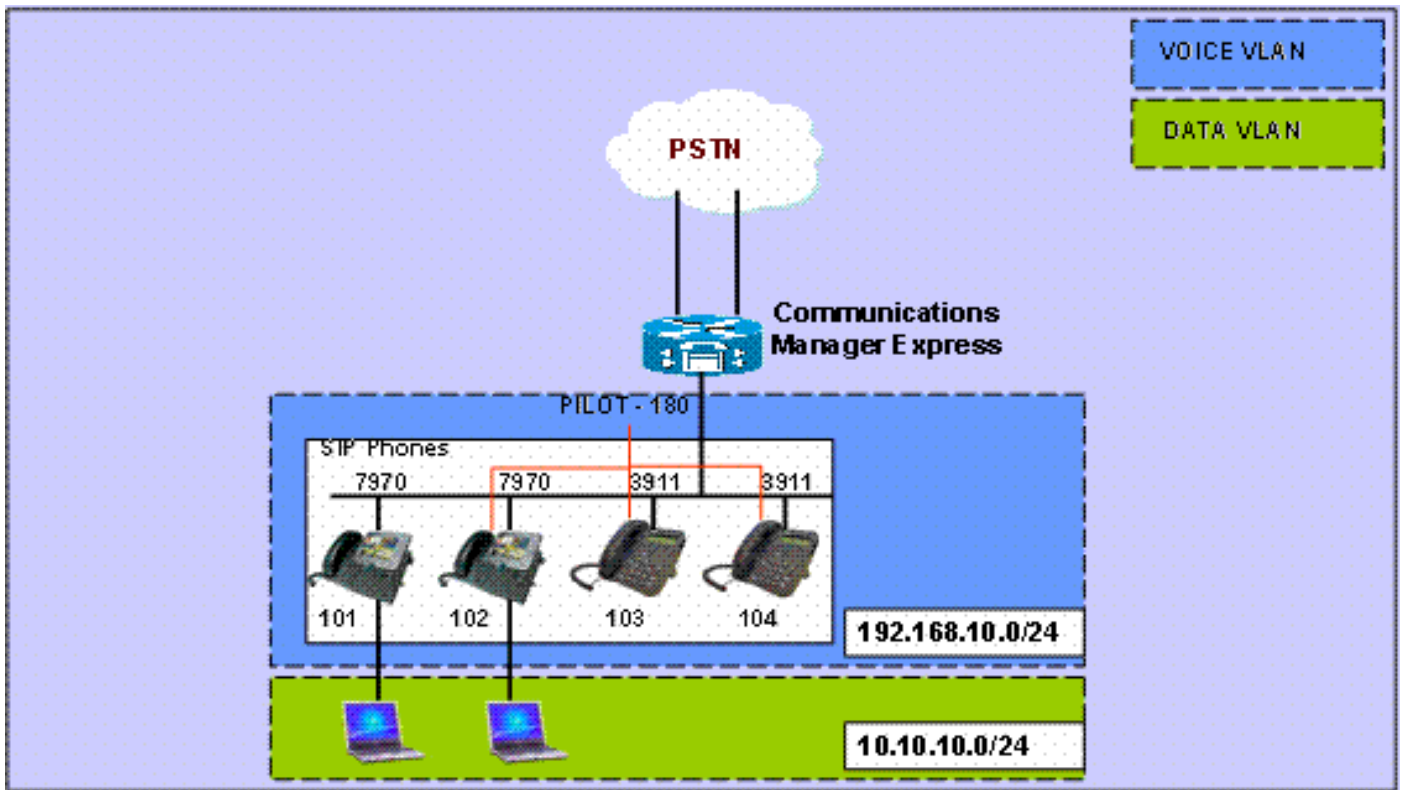 VOICE VLAN
DATA VLAN
PSTN
Communications
Manager Express
PILOT - 180
SIP Phones
7970 7970 3911 3911
101 102 103 104
192.168.10.0/24
10.10.10.0/24